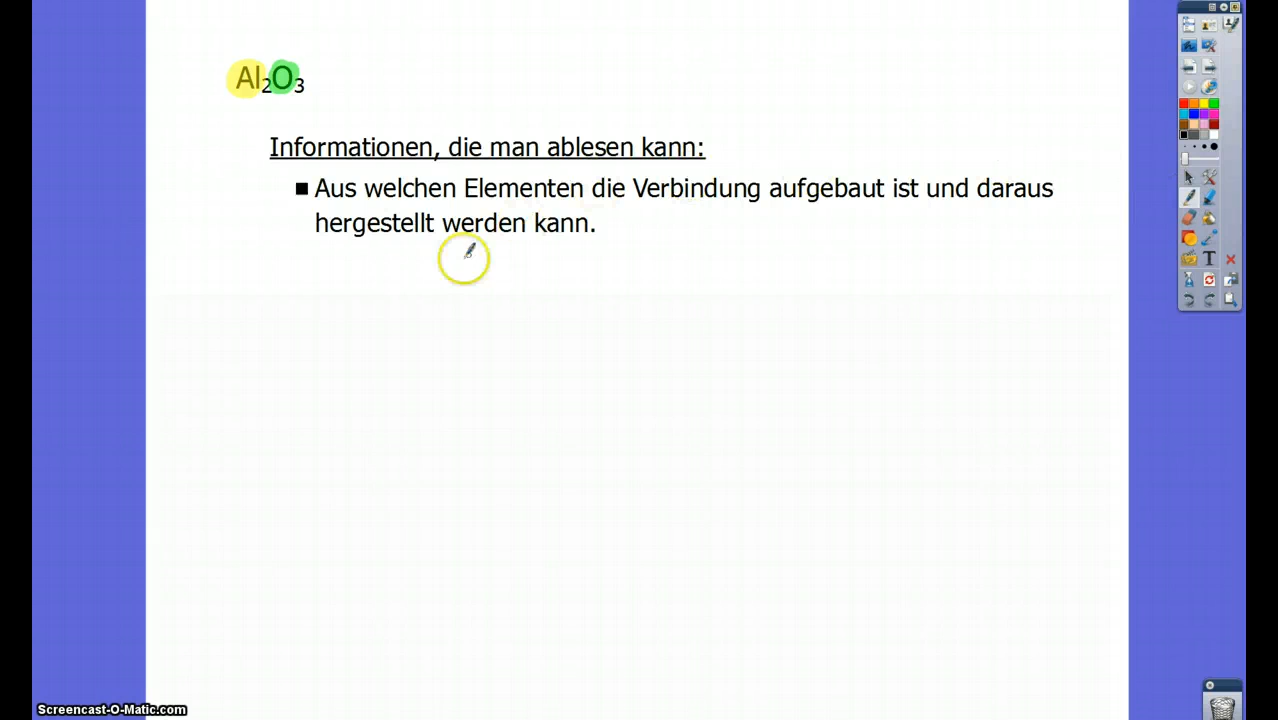 Al2O3
Informationen, die man ablesen kann:
■ Aus welchen Elementen die Verbindung aufgebaut ist und daraus
hergestellt werden kann.
T
Screencast-O-Matic.com